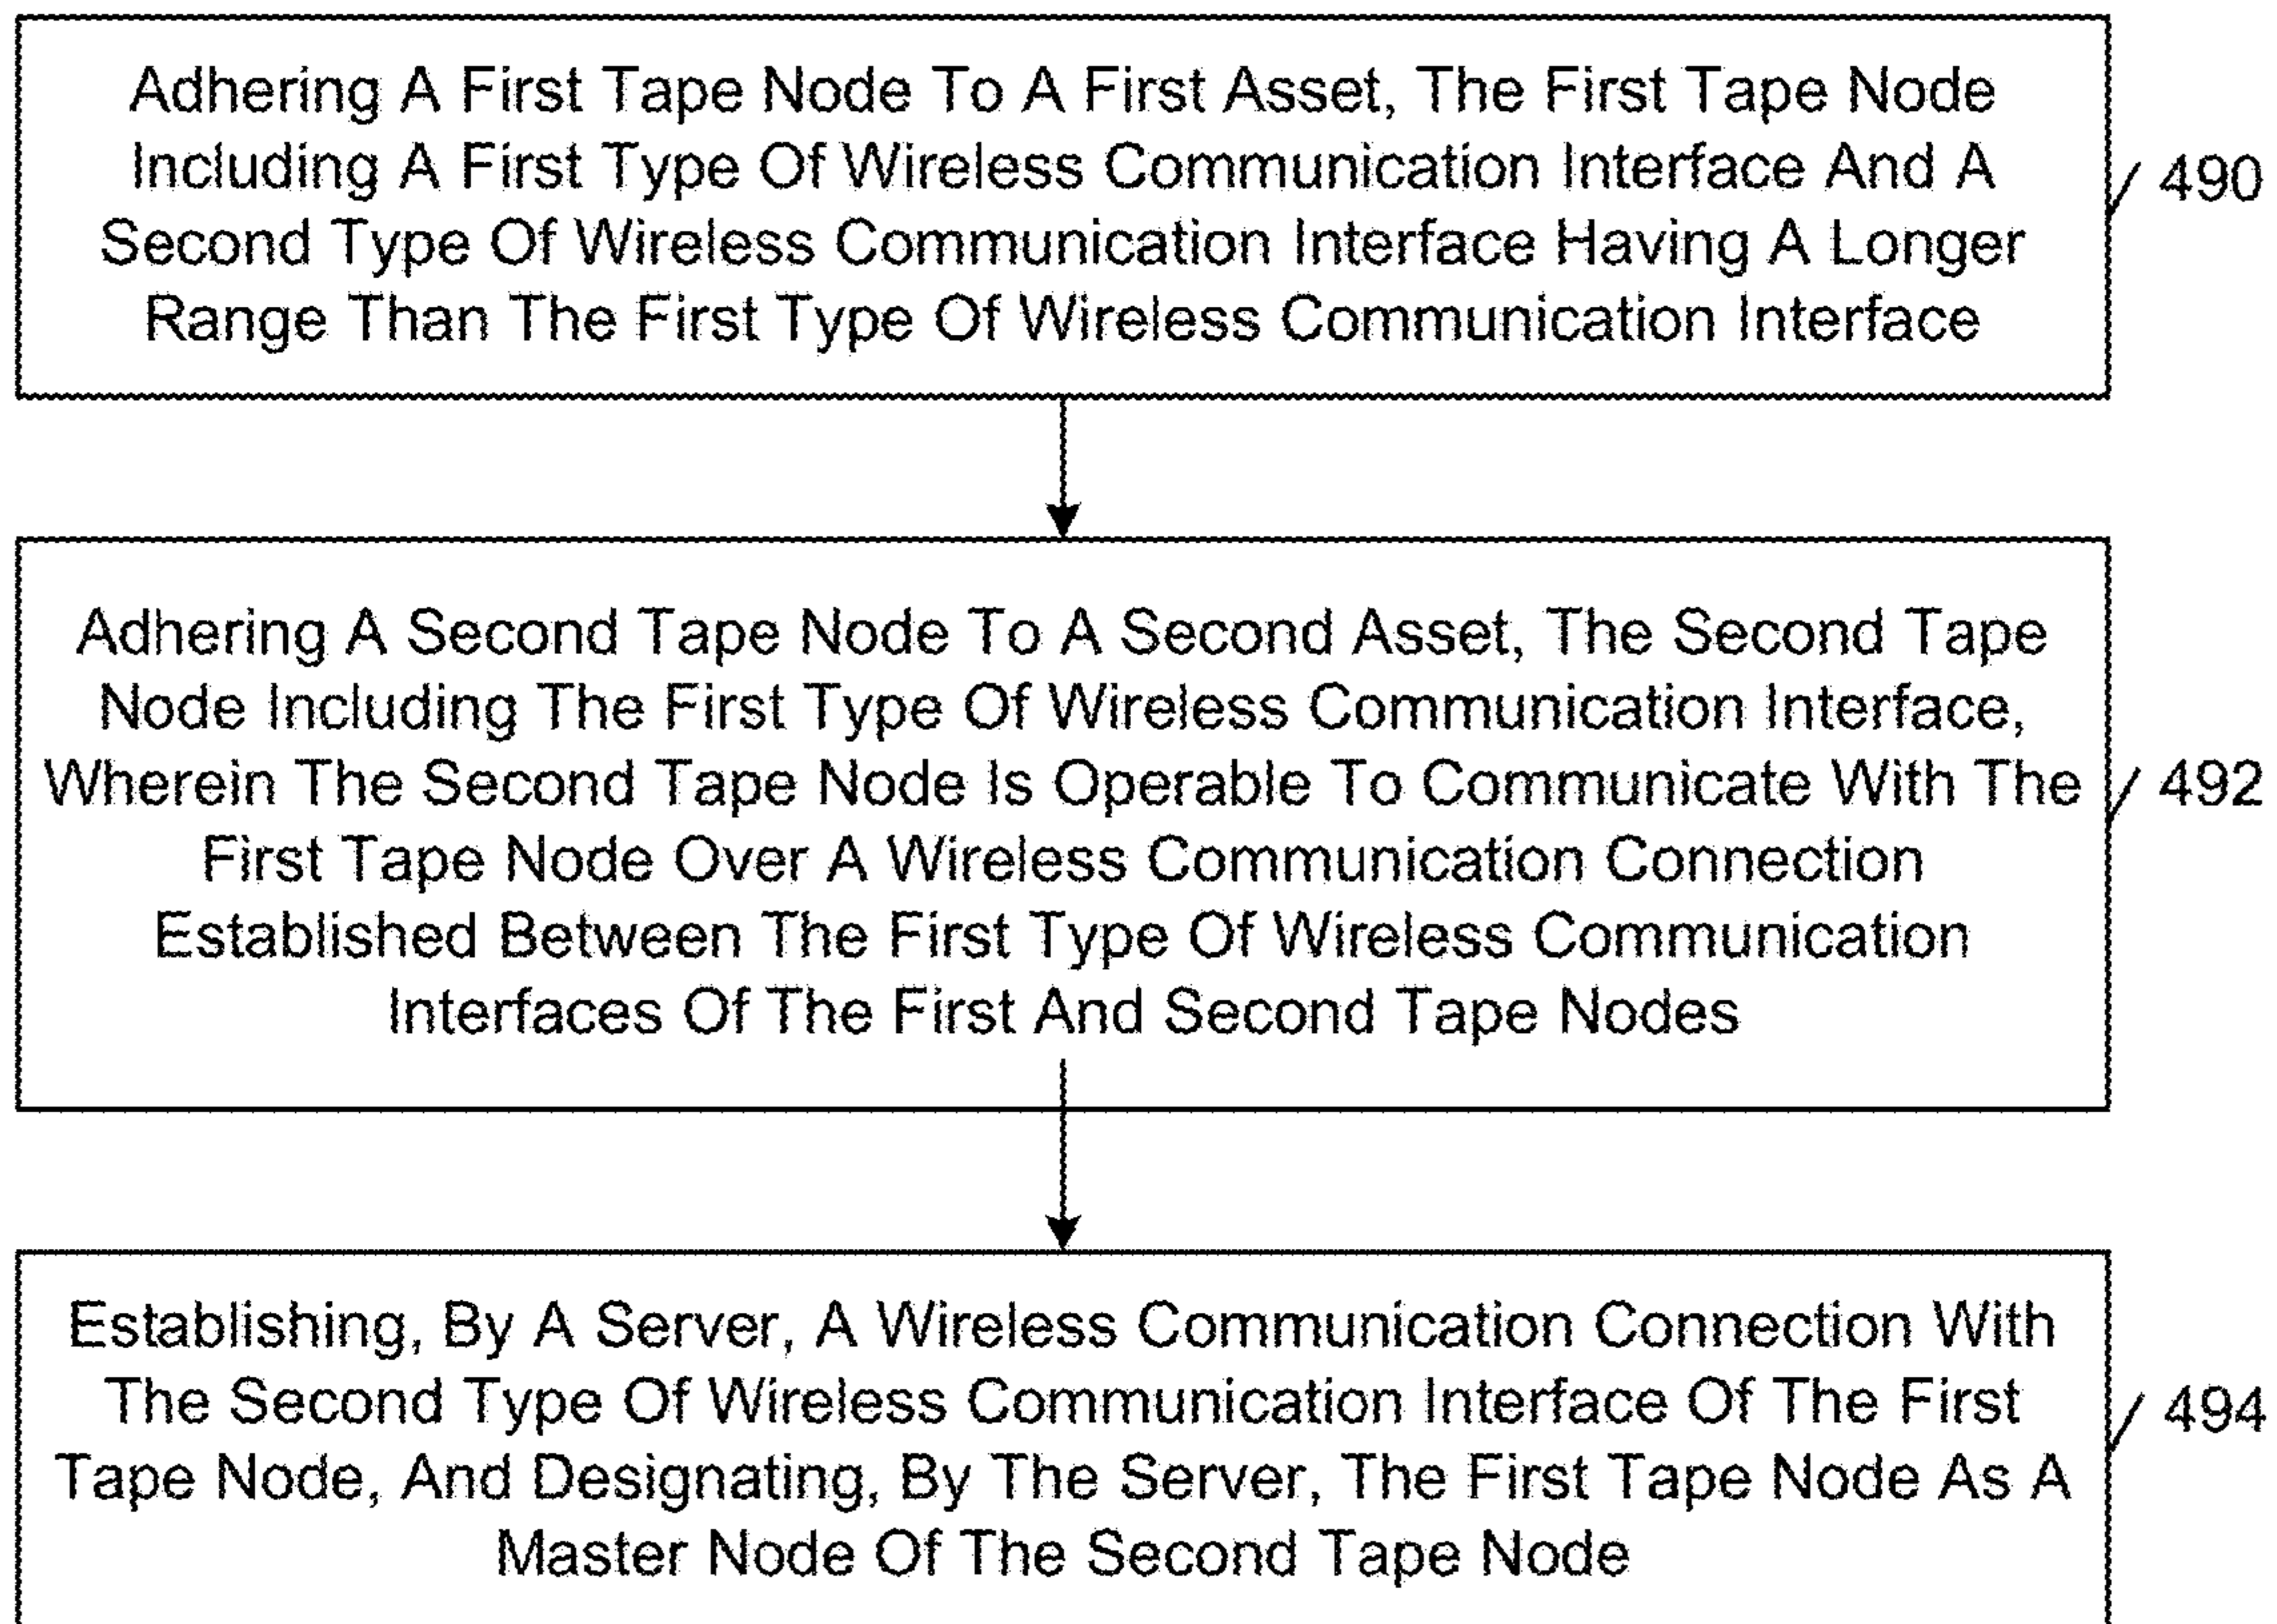 Adhering A First Tape Node To A First Asset, The First Tape Node
Including A First Type Of Wireless Communication Interface And A
Second Type Of Wireless Communication Interface Having A Longer
Range Than The First Type Of Wireless Communication Interface
490
Adhering A Second Tape Node To A Second Asset, The Second Tape
Node Including The First Type Of Wireless Communication Interface,
Wherein The Second Tape Node Is Operable To Communicate With The
First Tape Node Over A Wireless Communication Connection
Established Between The First Type Of Wireless Communication
Interfaces Of The First And Second Tape Nodes
492
Establishing, By A Server, A Wireless Communication Connection With
The Second Type Of Wireless Communication Interface Of The First
Tape Node, And Designating, By The Server, The First Tape Node As A
Master Node Of The Second Tape Node
494